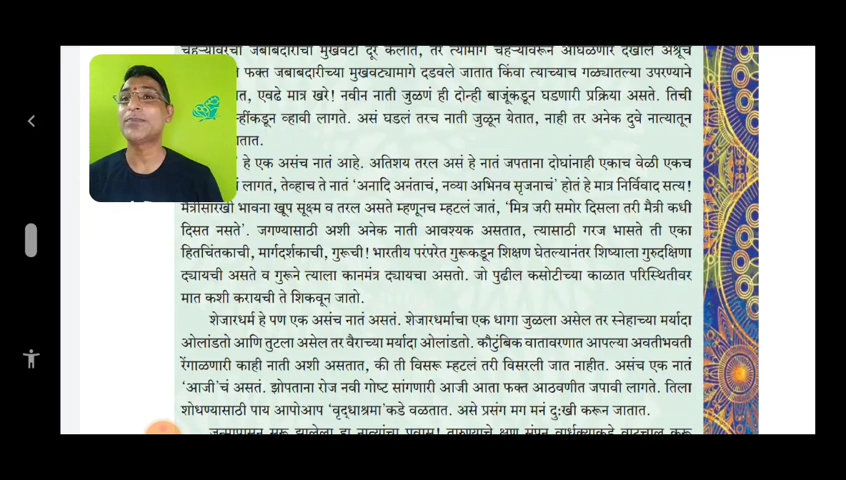 चेहऱ्यावरचा जबाबदारीचा मुखवटा दूर केलात, तर त्यामागे चेहऱ्यावरून ओघळणारे देखील अश्रूच
फक्त जबाबदारीच्या मुखवट्यामागे दडवले जातात किंवा त्याच्याच गळ्यातल्या उपरण्याने
एवढे मात्र खरे! नवीन नाती जुळणं ही दोन्ही बाजूंकडून घडणारी प्रक्रिया असते. तिची
व्हावी लागते. असं घडलं तरच नाती जुळून येतात, नाही तर अनेक दुवे नात्यातून
हे एक असंच नातं आहे. अतिशय तरल असं हे नातं जपताना दोघांनाही एकाच वेळी एकच
लागतं, तेव्हाच ते नातं 'अनादि अनंताचं, नव्या अभिनव सृजनाचं' होतं हे मात्र निर्विवाद सत्य!
मैत्रीसारखी भावना खूप सूक्ष्म व तरल असते म्हणूनच म्हटलं जातं, 'मित्र जरी समोर दिसला तरी मैत्री कधी
दिसत नसते'. जगण्यासाठी अशी अनेक नाती आवश्यक असतात, त्यासाठी गरज भासते ती एका
हितचिंतकाची, मार्गदर्शकाची, गुरूची! भारतीय परंपरेत गुरूकडून शिक्षण घेतल्यानंतर शिष्याला गुरुदक्षिणा
द्यायची असते व गुरूने त्याला कानमंत्र द्यायचा असतो. जो पुढील कसोटीच्या काळात परिस्थितीवर
मात कशी करायची ते शिकवून जातो.
शेजारधर्म हे पण एक असंच नातं असतं. शेजारधर्माचा एक धागा जुळला असेल तर स्नेहाच्या मर्यादा
ओलांडतो आणि तुटला असेल तर वैराच्या मर्यादा ओलांडतो. कौटुंबिक वातावरणात आपल्या अवतीभवती
रेंगाळणारी काही नाती अशी असतात, की ती विसरू म्हटलं तरी विसरली जात नाहीत. असंच एक नातं
'आजी'चं असतं. झोपताना रोज नवी गोष्ट सांगणारी आजी आता फक्त आठवणीत जपावी लागते. तिला
शोधण्यासाठी पाय आपोआप 'वृद्धाश्रमा'कडे वळतात. असे प्रसंग मग मनं दु:खी करून जातात.
जन्मापासून सुरू झालेला हा नात्यांचा प्रवास! तारुण्याचे क्षण संपून वार्धक्याकडे वाटचाल करू